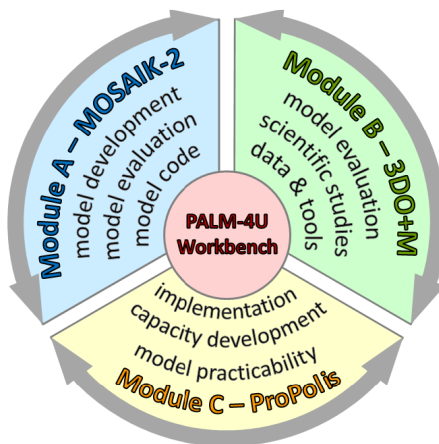 Module A – MOSAIK-2
model development
model evaluation
model code
Module B – 3DO+M
model evaluation
scientific studies
data & tools
PALM-4U
Workbench
implementation
capacity development
model practicability
Module C – ProPolis